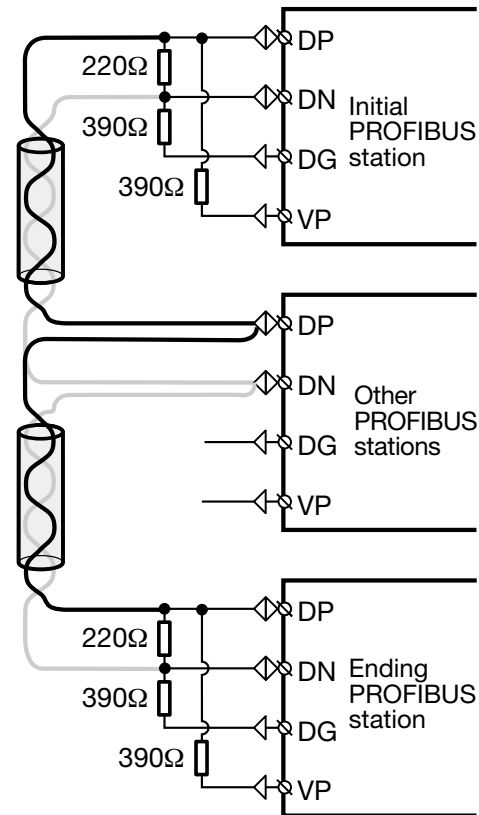 DP
220Ω
DN
Initial
PROFIBUS
station
390Ω
DG
390Ω
VP
DP
DN
Other
PROFIBUS
stations
DG
VP
DP
220Ω
DN
Ending
PROFIBUS
station
390Ω
DG
390Ω
VP